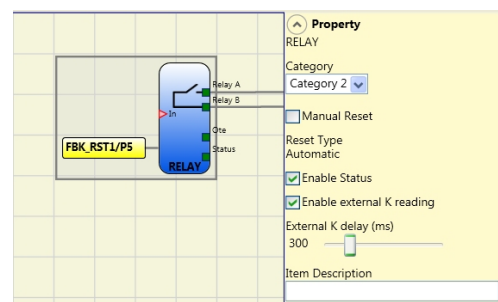 Relay A
Relay B
In
Ote
Status
FBK_RST1/P5
RELAY
Property
RELAY
Category
Category 2
Manual Reset
Reset Type
Automatic
Enable Status
Enable external K reading
External K delay (ms)
300
Item Description